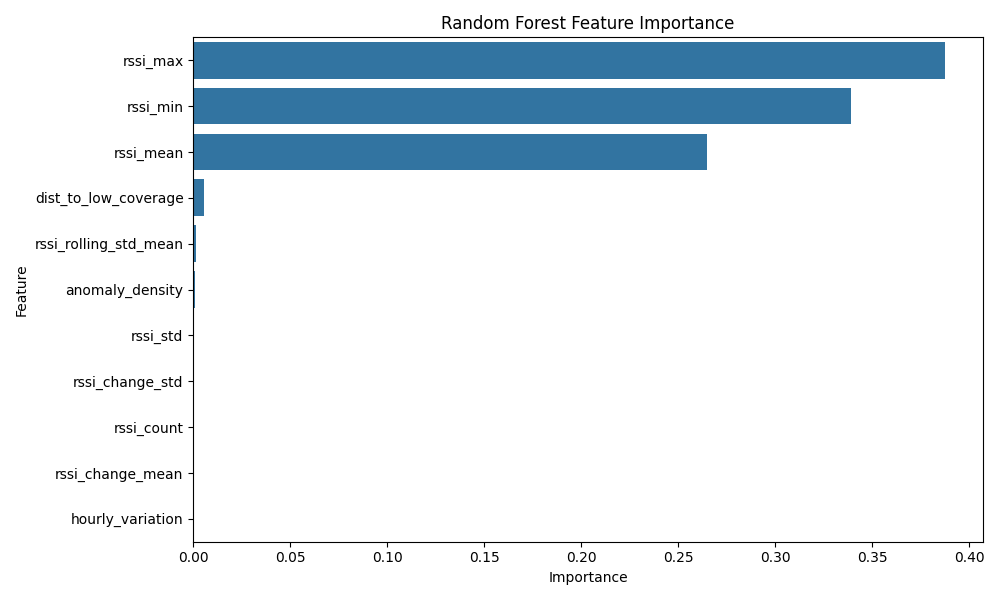 Random Forest Feature Importance
rssi_max
rssi_min
rssi_mean
dist_to_low_coverage
rssi_rolling_std_mean
anomaly_density
rssi_std
rssi_change_std
rssi_count
rssi_change_mean
hourly_variation
Feature
0.00 0.05 0.10 0.15 0.20 0.25 0.30 0.35 0.40
Importance